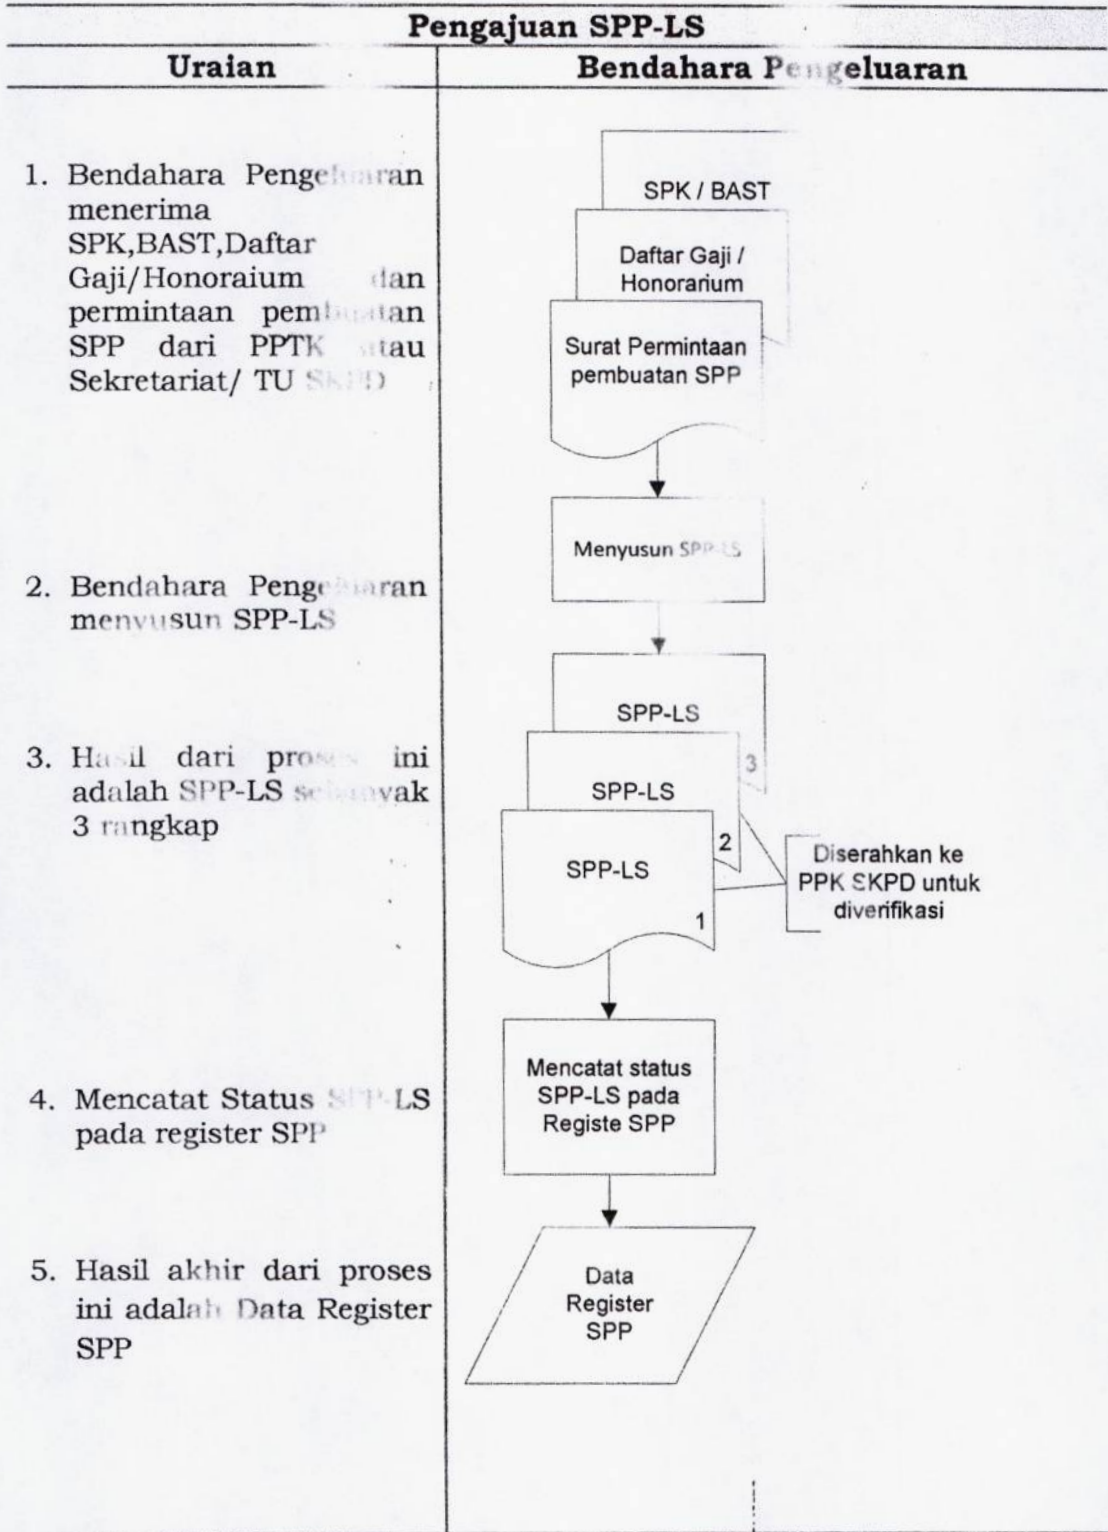 Pengajuan SPP-LS
Uraian
Bendahara Pengeluaran
1. Bendahara Pengeluaran
menerima
SPK,BAST,Daftar
Gaji/Honoraium dan
permintaan pembuatan
SPP dari PPTK atau
Sekretariat/ TU SKPD
2. Bendahara Pengeluaran
menyusun SPP-LS
3. Hasil dari proses ini
adalah SPP-LS sebanyak
3 rangkap
4. Mencatat Status SPP-LS
pada register SPP
5. Hasil akhir dari proses
ini adalah Data Register
SPP
SPK / BAST
Daftar Gaji /
Honorarium
Surat Permintaan
pembuatan SPP
Menyusun SPP-LS
SPP-LS
3
SPP-LS
2
SPP-LS
1
Diserahkan ke
PPK SKPD untuk
diverifikasi
Mencatat status
SPP-LS pada
Registe SPP
Data
Register
SPP